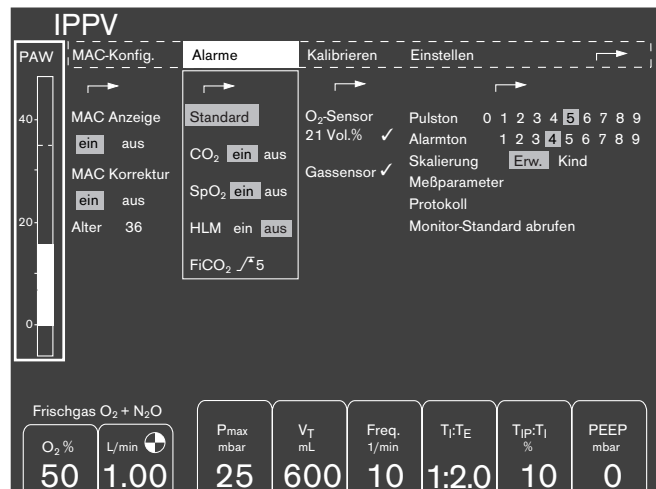 IPPV
PAW MAC-Konfig. Alarme Kalibrieren Einstellen
MAC Anzeige
ein aus
MAC Korrektur
ein aus
Alter 36
Standard
CO₂ ein aus
SpO₂ ein aus
HLM ein aus
FiCO₂ 5
O₂-Sensor
21 Vol.% ✓
Gassensor ✓
Pulston 0 1 2 3 4 5 6 7 8 9
Alarmton 1 2 3 4 5 6 7 8 9
Skalierung Erw. Kind
Meßparameter
Protokoll
Monitor-Standard abrufen
40
20
0
Frischgas O₂ + N₂O
O₂ % L/min
50 1.00
Pmax VT Freq. TI:TE TIP:TI PEEP
mbar mL 1/min % mbar
25 600 10 1:2.0 10 0